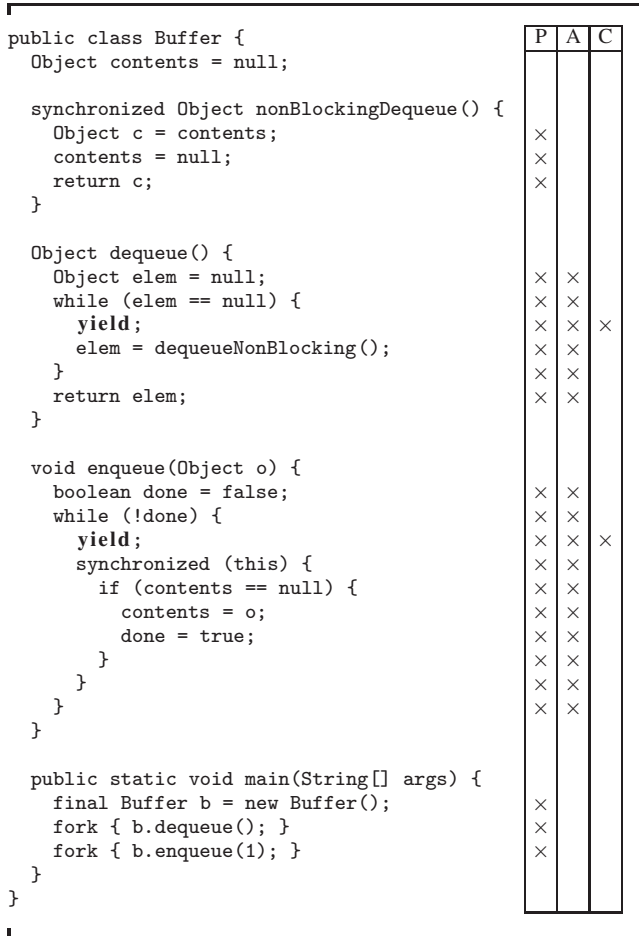 public class Buffer { P A C
  Object contents = null;

  synchronized Object nonBlockingDequeue() {
    Object c = contents; ×
    contents = null; ×
    return c; ×
  }

  Object dequeue() {
    Object elem = null; × ×
    while (elem == null) { × ×
      yield; × × ×
      elem = dequeueNonBlocking(); × ×
    } × ×
    return elem; × ×
  }

  void enqueue(Object o) {
    boolean done = false; × ×
    while (!done) { × ×
      yield; × × ×
      synchronized (this) { × ×
        if (contents == null) { × ×
          contents = o; × ×
          done = true; × ×
        } × ×
      } × ×
    } × ×
  }

  public static void main(String[] args) {
    final Buffer b = new Buffer(); ×
    fork { b.dequeue(); } ×
    fork { b.enqueue(1); } ×
  }
}